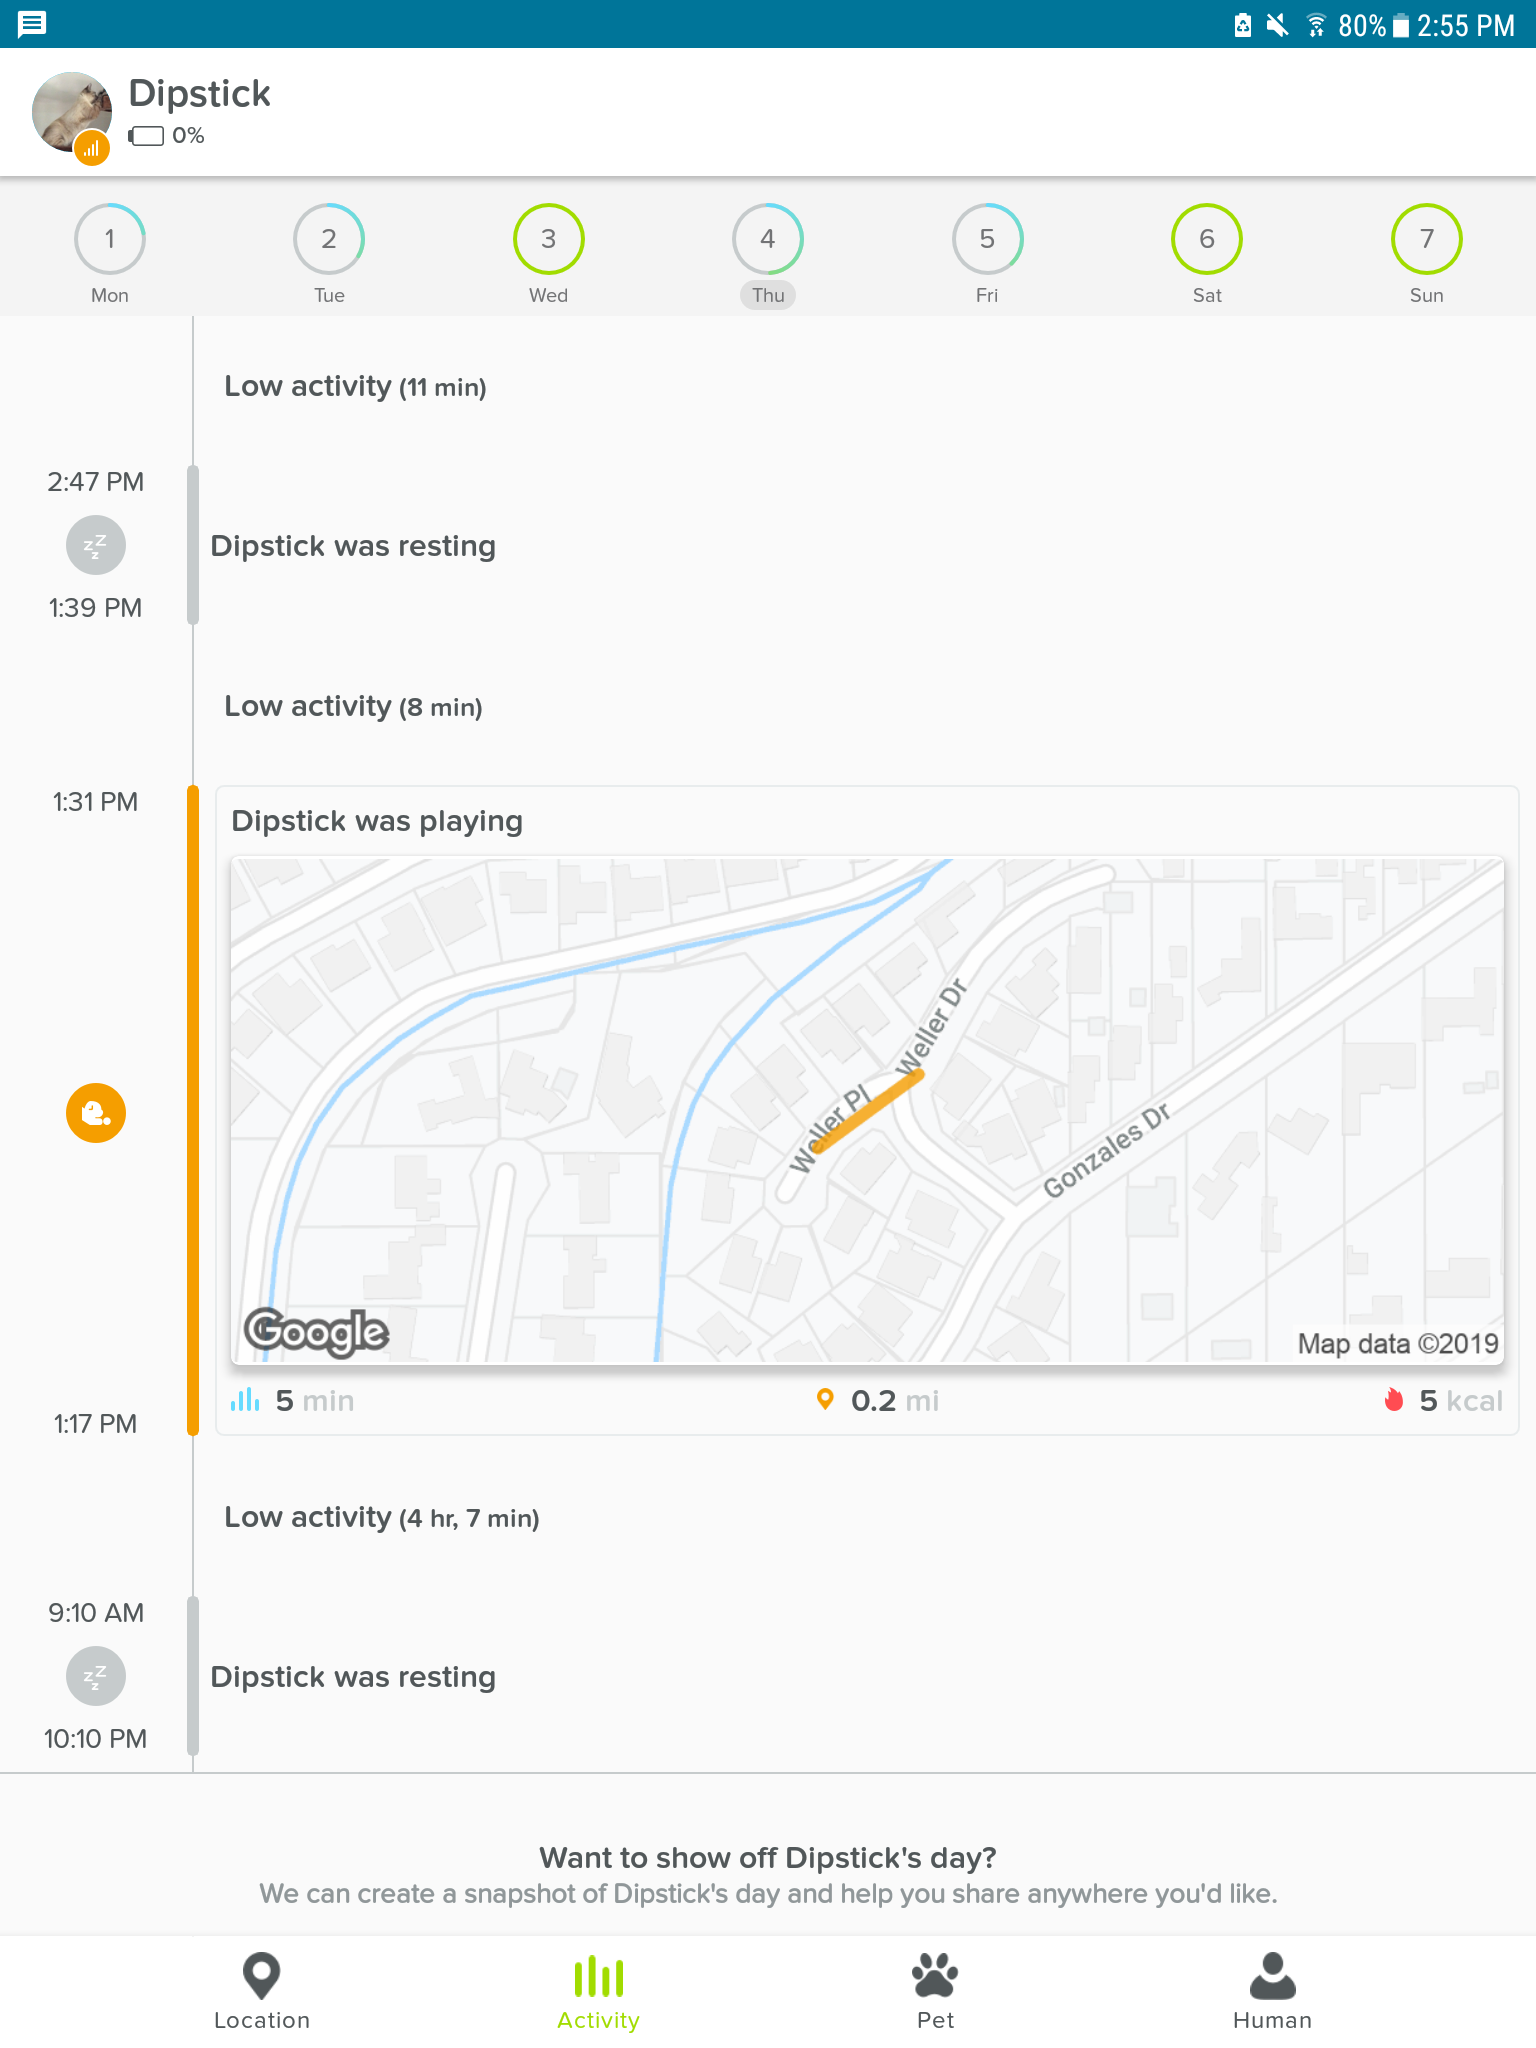 80% 2:55 PM
Dipstick
0%
1 2 3 4 5 6 7
Mon Tue Wed Thu Fri Sat Sun
Low activity (11 min)
2:47 PM
zzz
Dipstick was resting
1:39 PM
Low activity (8 min)
1:31 PM
Dipstick was playing
Weller Dr
Weller Pl
Gonzales Dr
Google
Map data ©2019
5 min 0.2 mi 5 kcal
1:17 PM
Low activity (4 hr, 7 min)
9:10 AM
zzz
Dipstick was resting
10:10 PM
Want to show off Dipstick's day?
We can create a snapshot of Dipstick's day and help you share anywhere you'd like.
Location Activity Pet Human